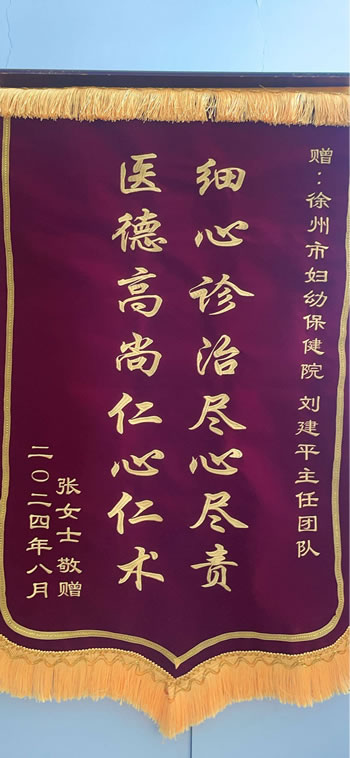 赠：徐州市妇幼保健院 刘建平主任团队
细心诊治尽心尽责
医德高尚仁心仁术
张女士 敬赠
二〇二四年八月